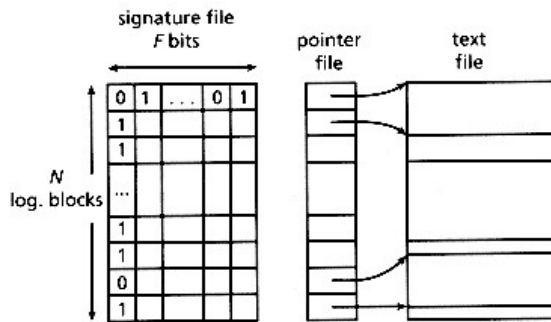 signature file
F bits
pointer
file
text
file
0 1 . . . 0 1
1
1
N
log. blocks
...
1
1
0
1